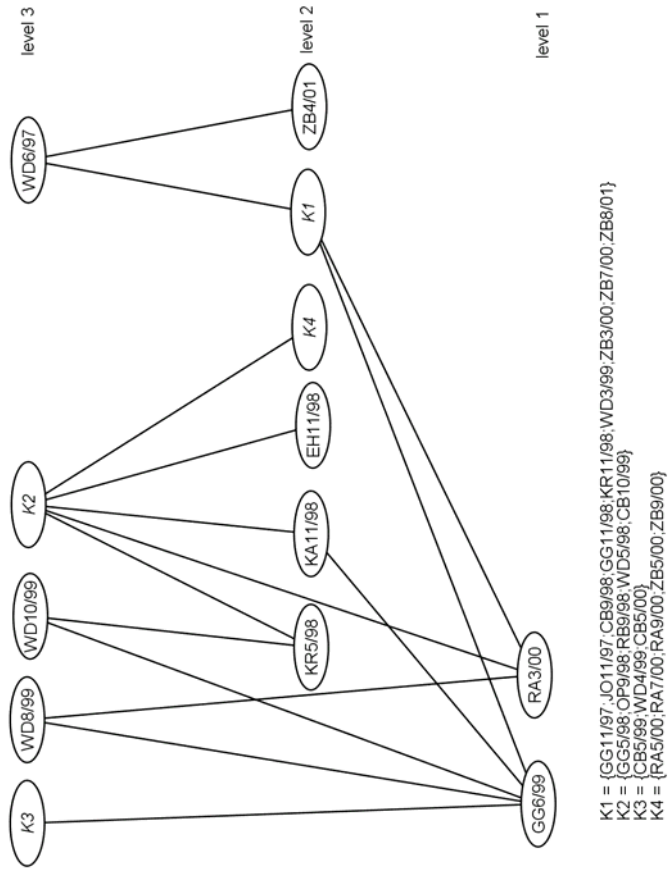 level 3
K3
WD8/99
WD10/99
K2
WD6/97
level 2
KR5/98
KA11/98
EH11/98
K4
K1
ZB4/01
level 1
GG6/99
RA3/00
K1 = {GG11/97;JO11/97;CB9/98;GG11/98;KR11/98;WD3/99;ZB3/00;ZB7/00;ZB8/01}
K2 = {GG5/98;OP9/98;RB9/98;WD5/98;CB10/99}
K3 = {CB5/99;WD4/99;CB5/00}
K4 = {RA5/00;RA7/00;RA9/00;ZB5/00;ZB9/00}